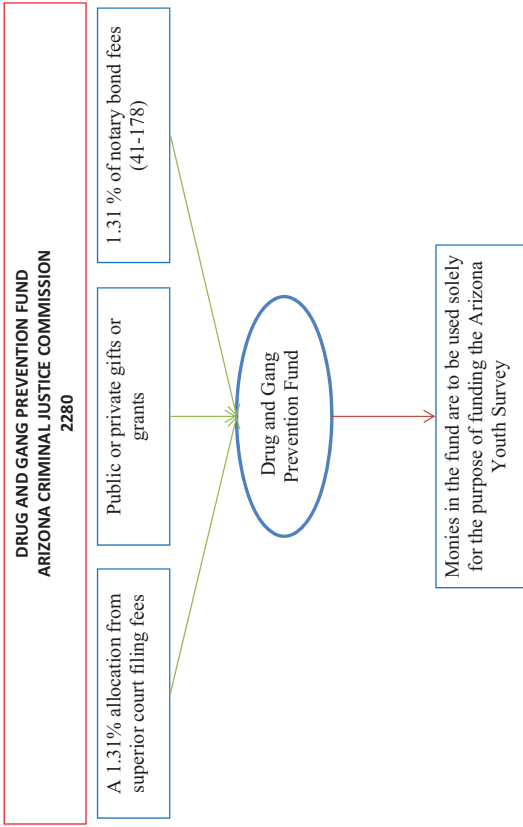 DRUG AND GANG PREVENTION FUND
ARIZONA CRIMINAL JUSTICE COMMISSION
2280
A 1.31% allocation from
superior court filing fees
Public or private gifts or
grants
1.31 % of notary bond fees
(41-178)
Drug and Gang
Prevention Fund
Monies in the fund are to be used solely
for the purpose of funding the Arizona
Youth Survey